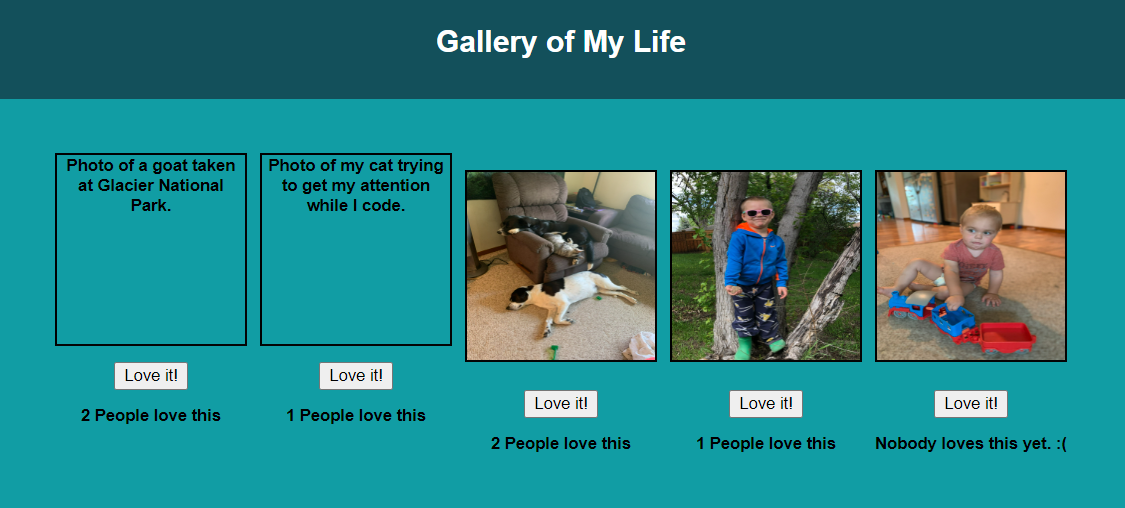 Gallery of My Life
Photo of a goat taken
at Glacier National
Park.
Love it!
2 People love this
Photo of my cat trying
to get my attention
while I code.
Love it!
1 People love this
Love it!
2 People love this
Love it!
1 People love this
Love it!
Nobody loves this yet. :(